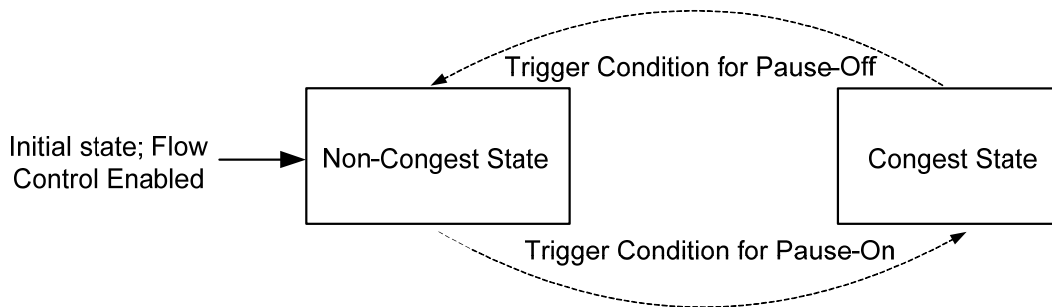 Trigger Condition for Pause-Off
Initial state; Flow
Control Enabled
Non-Congest State
Congest State
Trigger Condition for Pause-On